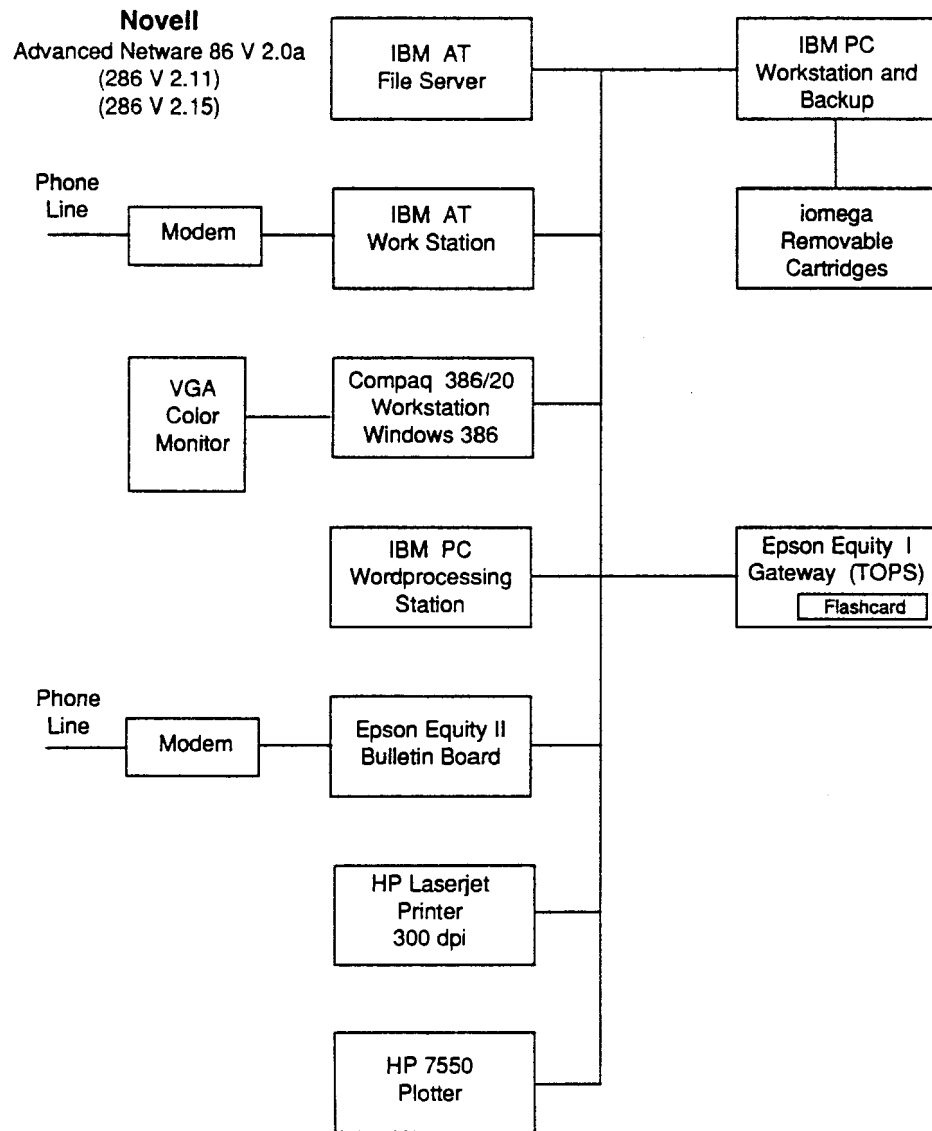 Novell
Advanced Netware 86 V 2.0a
(286 V 2.11)
(286 V 2.15)
IBM AT
File Server
IBM PC
Workstation and
Backup
Phone
Line
Modem
IBM AT
Work Station
iomega
Removable
Cartridges
VGA
Color
Monitor
Compaq 386/20
Workstation
Windows 386
IBM PC
Wordprocessing
Station
Epson Equity I
Gateway (TOPS)
Flashcard
Phone
Line
Modem
Epson Equity II
Bulletin Board
HP Laserjet
Printer
300 dpi
HP 7550
Plotter